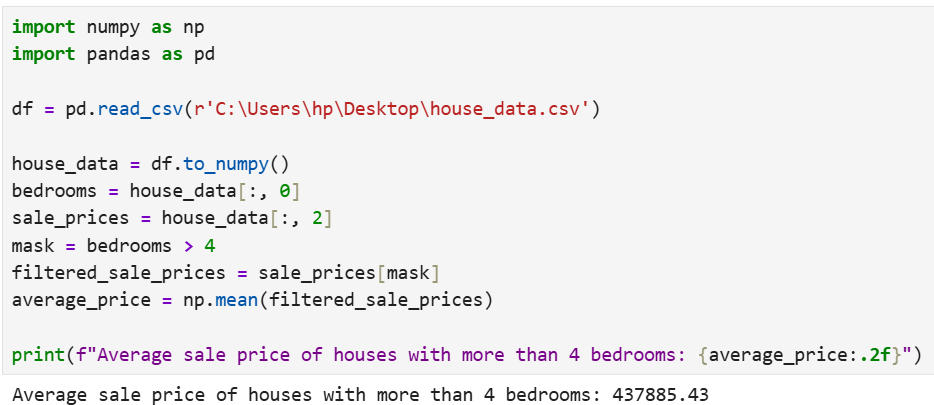 import numpy as np
import pandas as pd
df = pd.read_csv(r'C:\Users\hp\Desktop\house_data.csv')
house_data = df.to_numpy()
bedrooms = house_data[:, 0]
sale_prices = house_data[:, 2]
mask = bedrooms > 4
filtered_sale_prices = sale_prices[mask]
average_price = np.mean(filtered_sale_prices)
print(f"Average sale price of houses with more than 4 bedrooms: {average_price:.2f}")
Average sale price of houses with more than 4 bedrooms: 437885.43